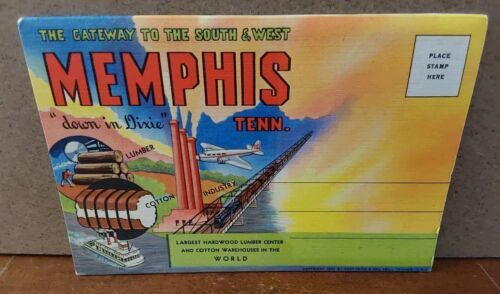 THE GATEWAY TO THE SOUTH & WEST
MEMPHIS
"down in Dixie"
TENN.
PLACE
STAMP
HERE
LUMBER
COTTON
INDUSTRY
LARGEST HARDWOOD LUMBER CENTER
AND COTTON WAREHOUSES IN THE
WORLD